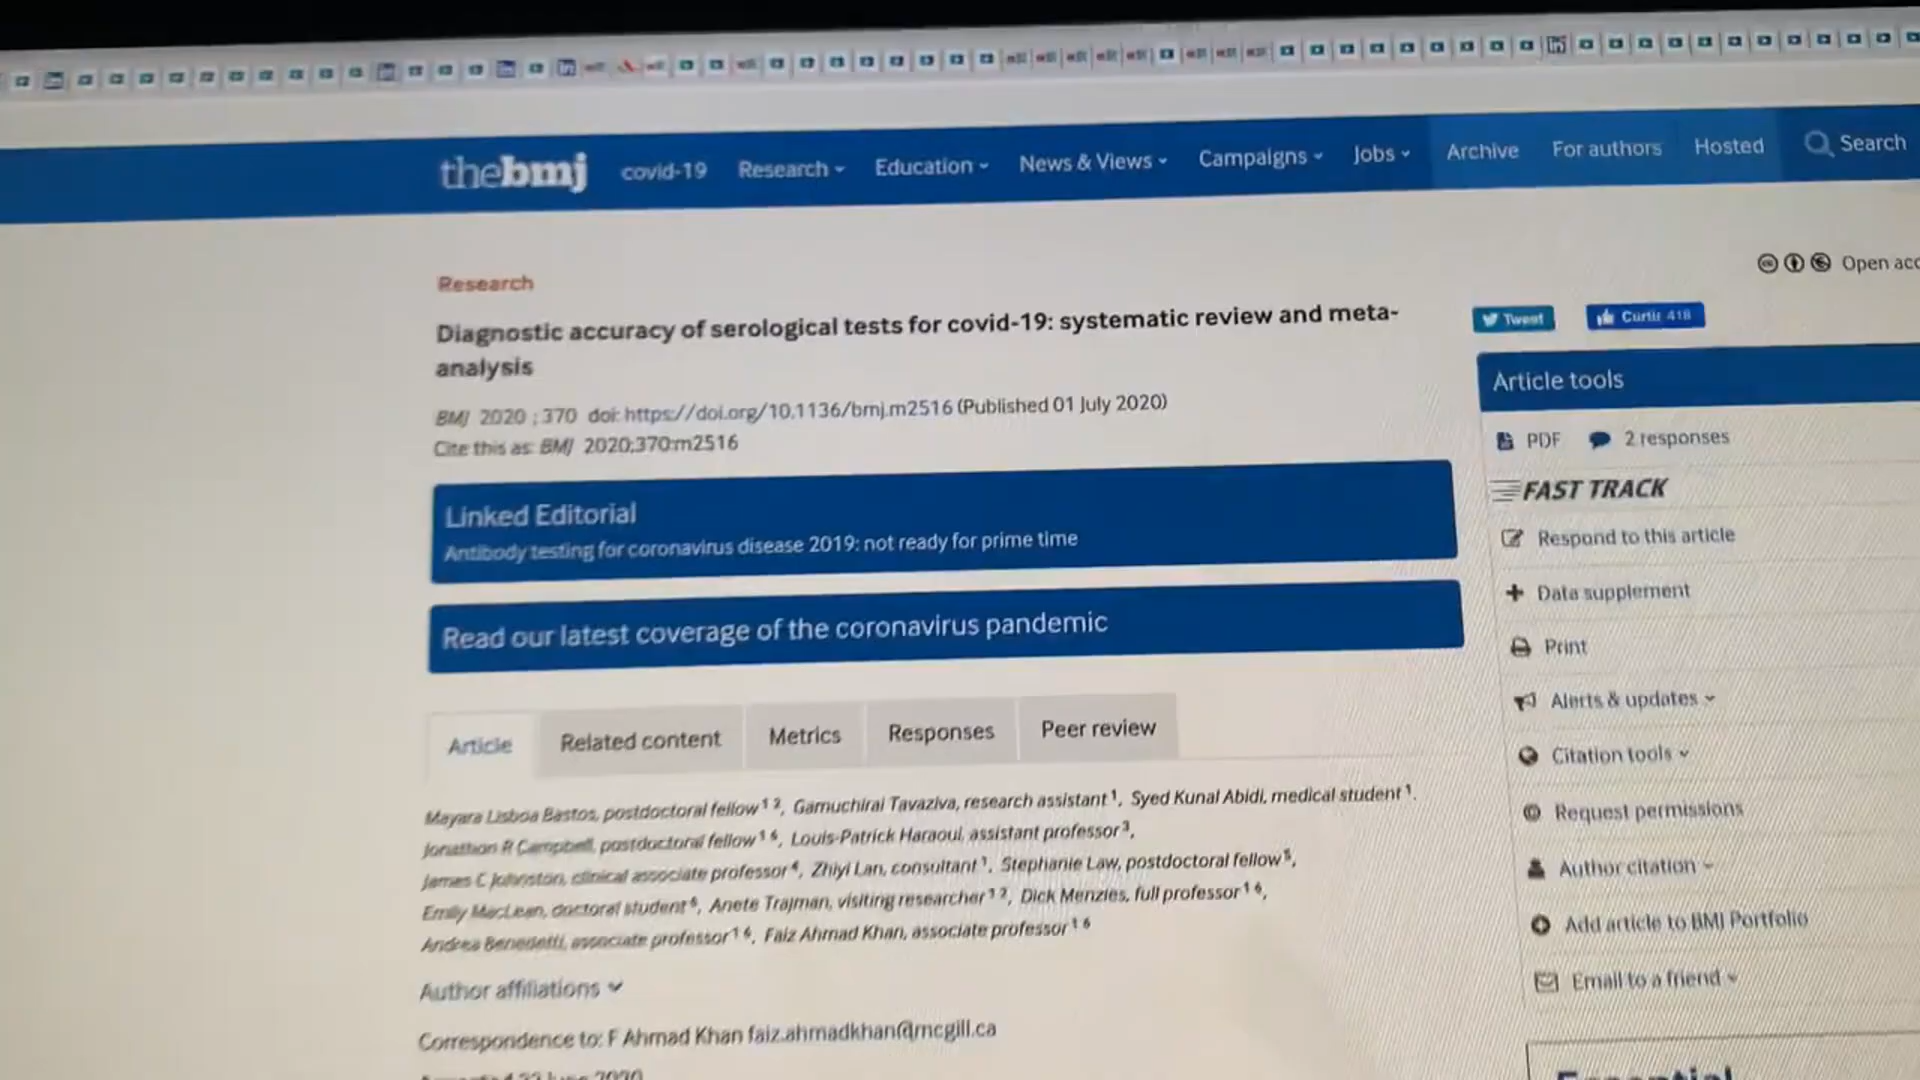 thebmj covid-19 Research Education News & Views Campaigns Jobs Archive For authors Hosted Search
Open acc
Research
Diagnostic accuracy of serological tests for covid-19: systematic review and meta-
analysis
BMJ 2020 ; 370 doi: https://doi.org/10.1136/bmj.m2516 (Published 01 July 2020)
Cite this as: BMJ 2020;370:m2516
Linked Editorial
Antibody testing for coronavirus disease 2019: not ready for prime time
Read our latest coverage of the coronavirus pandemic
Article Related content Metrics Responses Peer review
Mayara Lisboa Bastos, postdoctoral fellow 1 2, Gamuchirai Tavaziva, research assistant 1, Syed Kunal Abidi, medical student 1,
Jonathon R Campbell, postdoctoral fellow 1 6, Louis-Patrick Haraoui, assistant professor 3,
James C Johnston, clinical associate professor 4, Zhiyi Lan, consultant 1, Stephanie Law, postdoctoral fellow 5,
Emily MacLean, doctoral student 6, Anete Trajman, visiting researcher 1 2, Dick Menzies, full professor 1 6,
Andrea Benedetti, associate professor 1 6, Faiz Ahmad Khan, associate professor 1 6
Author affiliations
Correspondence to: F Ahmad Khan faiz.ahmadkhan@mcgill.ca
2020
Tweet
Curtir 418
Article tools
PDF 2 responses
FAST TRACK
Respond to this article
Data supplement
Print
Alerts & updates
Citation tools
Request permissions
Author citation
Add article to BMJ Portfolio
Email to a friend